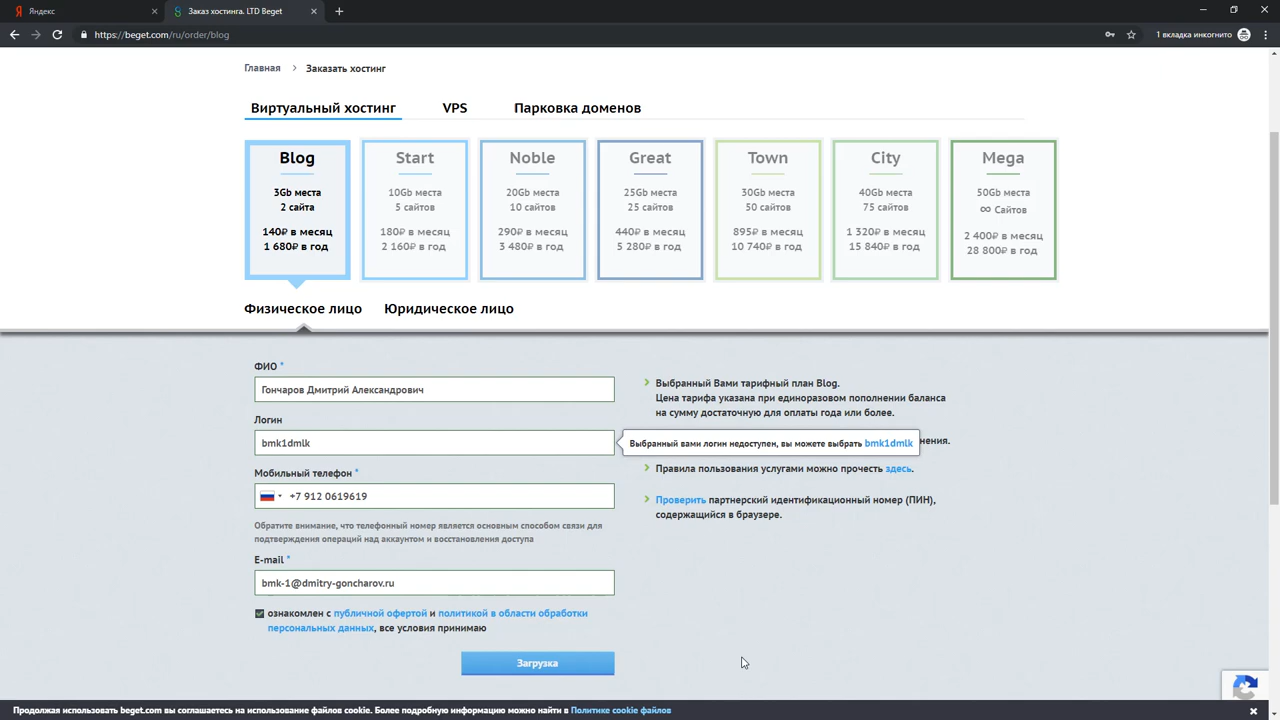 Яндекс
Заказ хостинга. LTD Beget
https://beget.com/ru/order/blog
1 вкладка инкогнито
Главная
Заказать хостинг
Виртуальный хостинг
VPS
Парковка доменов
Blog
3Gb места
2 сайта
140₽ в месяц
1 680₽ в год
Start
10Gb места
5 сайтов
180₽ в месяц
2 160₽ в год
Noble
20Gb места
10 сайтов
290₽ в месяц
3 480₽ в год
Great
25Gb места
25 сайтов
440₽ в месяц
5 280₽ в год
Town
30Gb места
50 сайтов
895₽ в месяц
10 740₽ в год
City
40Gb места
75 сайтов
1 320₽ в месяц
15 840₽ в год
Mega
50Gb места
∞ Сайтов
2 400₽ в месяц
28 800₽ в год
Физическое лицо
Юридическое лицо
ФИО *
Гончаров Дмитрий Александрович
Логин
bmk1dmlk
Мобильный телефон *
+7 912 0619619
Обратите внимание, что телефонный номер является основным способом связи для
подтверждения операций над аккаунтом и восстановления доступа
E-mail *
bmk-1@dmitry-goncharov.ru
ознакомлен с публичной офертой и политикой в области обработки
персональных данных, все условия принимаю
Загрузка
Выбранный Вами тарифный план Blog.
Цена тарифа указана при единоразовом пополнении баланса
на сумму достаточную для оплаты года или более.
Выбранный вами логин недоступен, вы можете выбрать bmk1dmlk
нения.
Правила пользования услугами можно прочесть здесь.
Проверить партнерский идентификационный номер (ПИН),
содержащийся в браузере.
Продолжая использовать beget.com вы соглашаетесь на использование файлов cookie. Более подробную информацию можно найти в Политике cookie файлов